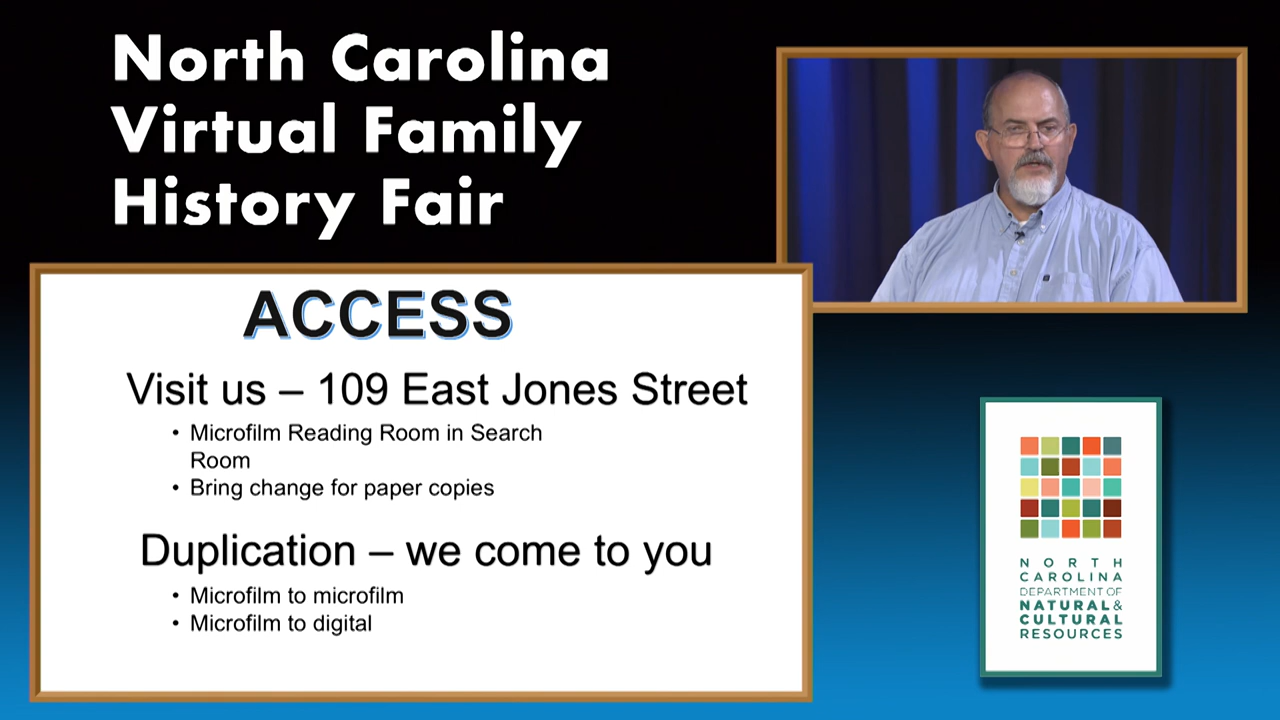 North Carolina
Virtual Family
History Fair
ACCESS
Visit us – 109 East Jones Street
• Microfilm Reading Room in Search
Room
• Bring change for paper copies
Duplication – we come to you
• Microfilm to microfilm
• Microfilm to digital
NORTH
CAROLINA
DEPARTMENT OF
NATURAL&
CULTURAL
RESOURCES